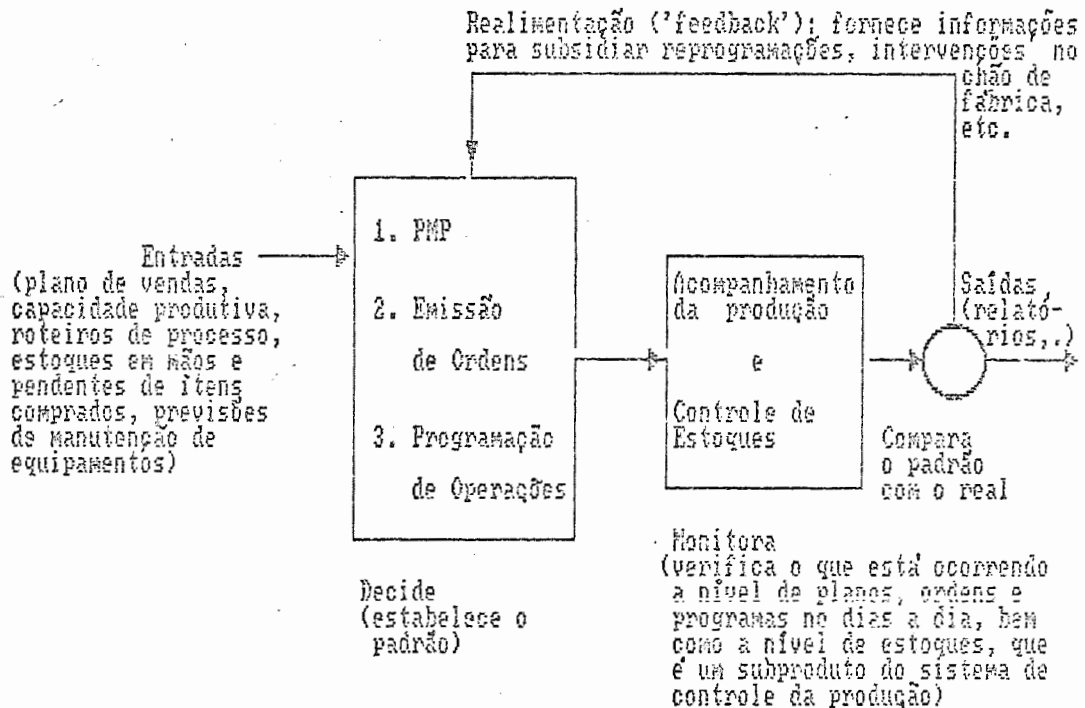 Realimentação ('feedback'): fornece informações
para subsidiar reprogramações, intervenções no
chão de
fábrica,
etc.
1. PMP
2. Emissão
de Ordens
3. Programação
de Operações
Entradas
(plano de vendas,
capacidade produtiva,
roteiros de processo,
estoques em mãos e
pendentes de ítens
comprados, previsões
de manutenção de
equipamentos)
Acompanhamento
da produção
e
Controle de
Estoques
Saídas
(relató-
rios,.)
Compara
o padrão
com o real
Decide
(estabelece o
padrão)
Monitora
(verifica o que está ocorrendo
a nível de planos, ordens e
programas no dias a dia, bem
como a nível de estoques, que
é um subproduto do sistema de
controle da produção)